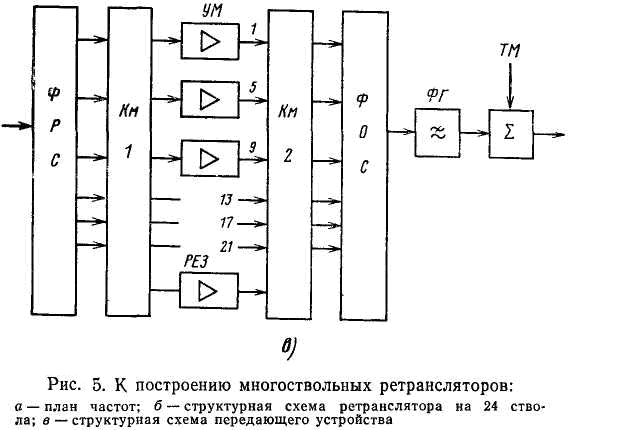 УМ
1
5
9
13
17
21
РЕЗ
Ф
Р
С
Км
1
Км
2
Ф
О
С
ФГ
≈
ТМ
Σ
в)
Рис. 5. К построению многоствольных ретрансляторов:
а — план частот; б — структурная схема ретранслятора на 24 ство-
ла; в — структурная схема передающего устройства